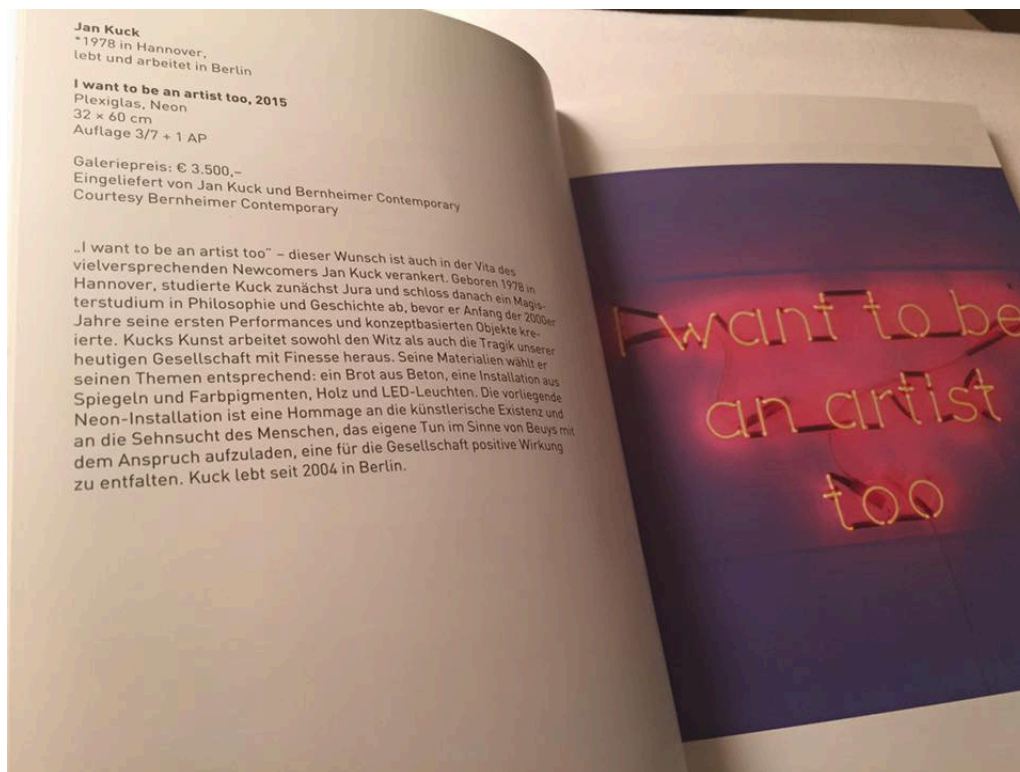 Jan Kuck
*1978 in Hannover,
lebt und arbeitet in Berlin
I want to be an artist too, 2015
Plexiglas, Neon
32 × 60 cm
Auflage 3/7 + 1 AP
Galeriepreis: € 3.500,–
Eingeliefert von Jan Kuck und Bernheimer Contemporary
Courtesy Bernheimer Contemporary
„I want to be an artist too" – dieser Wunsch ist auch in der Vita des
vielversprechenden Newcomers Jan Kuck verankert. Geboren 1978 in
Hannover, studierte Kuck zunächst Jura und schloss danach ein Magis-
terstudium in Philosophie und Geschichte ab, bevor er Anfang der 2000er
Jahre seine ersten Performances und konzeptbasierten Objekte kre-
ierte. Kucks Kunst arbeitet sowohl den Witz als auch die Tragik unserer
heutigen Gesellschaft mit Finesse heraus. Seine Materialien wählt er
seinen Themen entsprechend: ein Brot aus Beton, eine Installation aus
Spiegeln und Farbpigmenten, Holz und LED-Leuchten. Die vorliegende
Neon-Installation ist eine Hommage an die künstlerische Existenz und
an die Sehnsucht des Menschen, das eigene Tun im Sinne von Beuys mit
dem Anspruch aufzuladen, eine für die Gesellschaft positive Wirkung
zu entfalten. Kuck lebt seit 2004 in Berlin.
I want to be
an artist
too